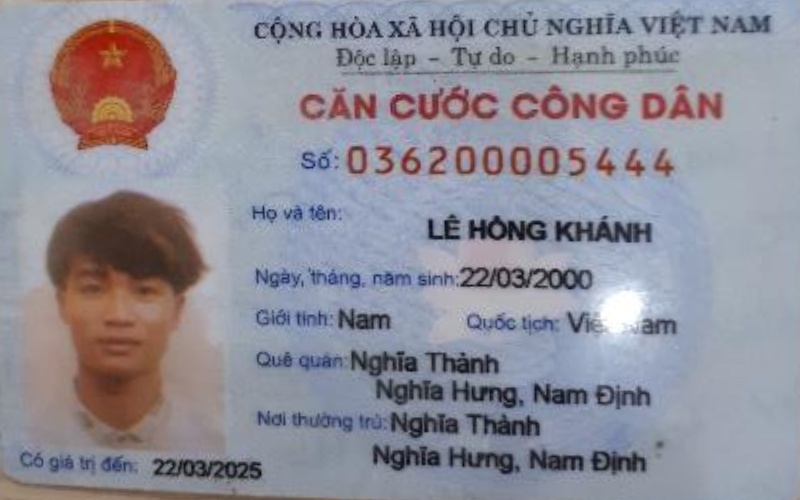 CỘNG HÒA XÃ HỘI CHỦ NGHĨA VIỆT NAM
Độc lập - Tự do - Hạnh phúc
CĂN CƯỚC CÔNG DÂN
Số: 036200005444
Họ và tên:
LÊ HỒNG KHÁNH
Ngày, tháng, năm sinh: 22/03/2000
Giới tính: Nam Quốc tịch: Việt Nam
Quê quán: Nghĩa Thành
Nghĩa Hưng, Nam Định
Nơi thường trú: Nghĩa Thành
Nghĩa Hưng, Nam Định
Có giá trị đến: 22/03/2025